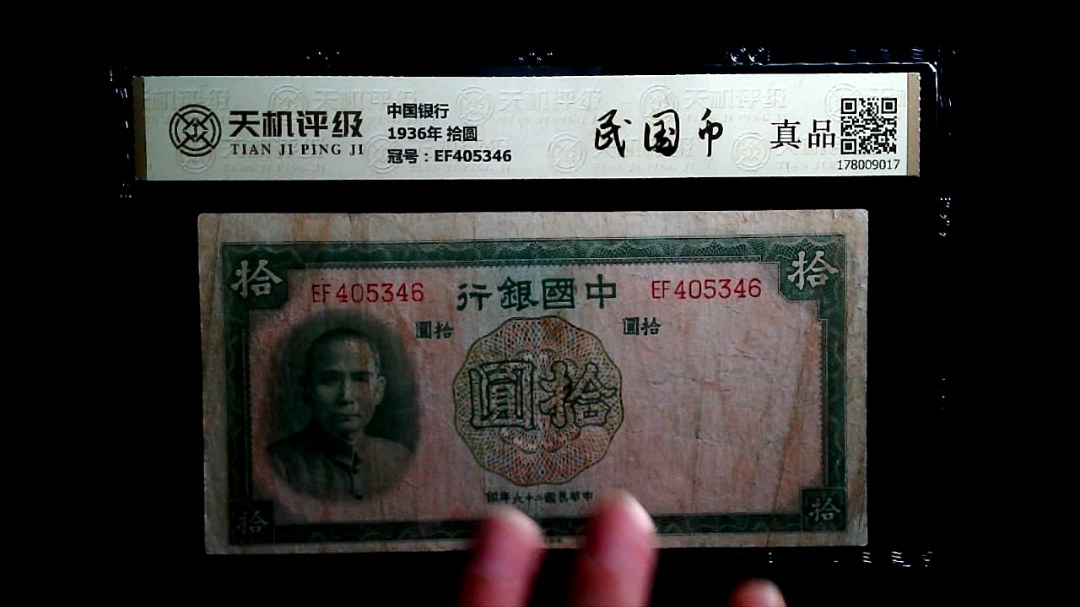 天机评级
TIAN JI PING JI
中国银行
1936年 拾圆
冠号：EF405346
民国币
真品
178009017
拾
拾
EF405346
行銀國中
EF405346
圓拾
圓拾
圓拾
印年六十二國民華中
拾
拾